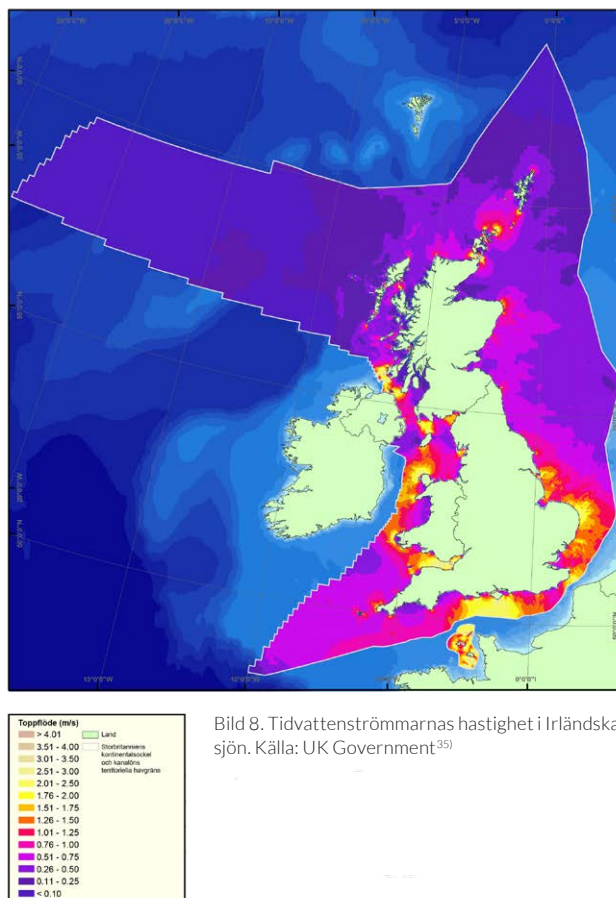 Bild 8. Tidvattenströmmarnas hastighet i Irländska
sjön. Källa: UK Government³⁵⁾
Toppflöde (m/s)
> 4.01
3.51 - 4.00
3.01 - 3.50
2.51 - 3.00
2.01 - 2.50
1.76 - 2.00
1.51 - 1.75
1.26 - 1.50
1.01 - 1.25
0.76 - 1.00
0.51 - 0.75
0.26 - 0.50
0.11 - 0.25
< 0.10
Land
Storbritanniens
kontinentalsockel
och kanalöns
territoriella havgräns